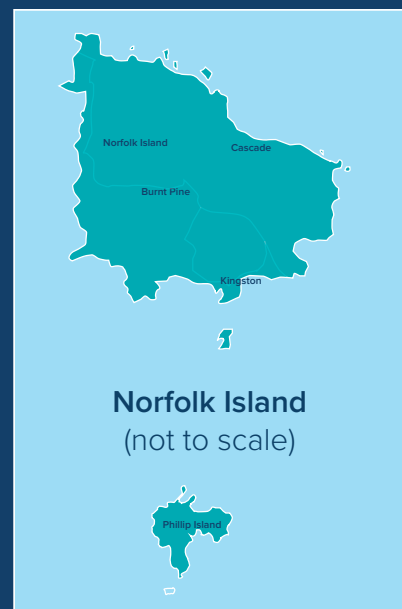 Norfolk Island
Cascade
Burnt Pine
Kingston
Norfolk Island
(not to scale)
Phillip Island